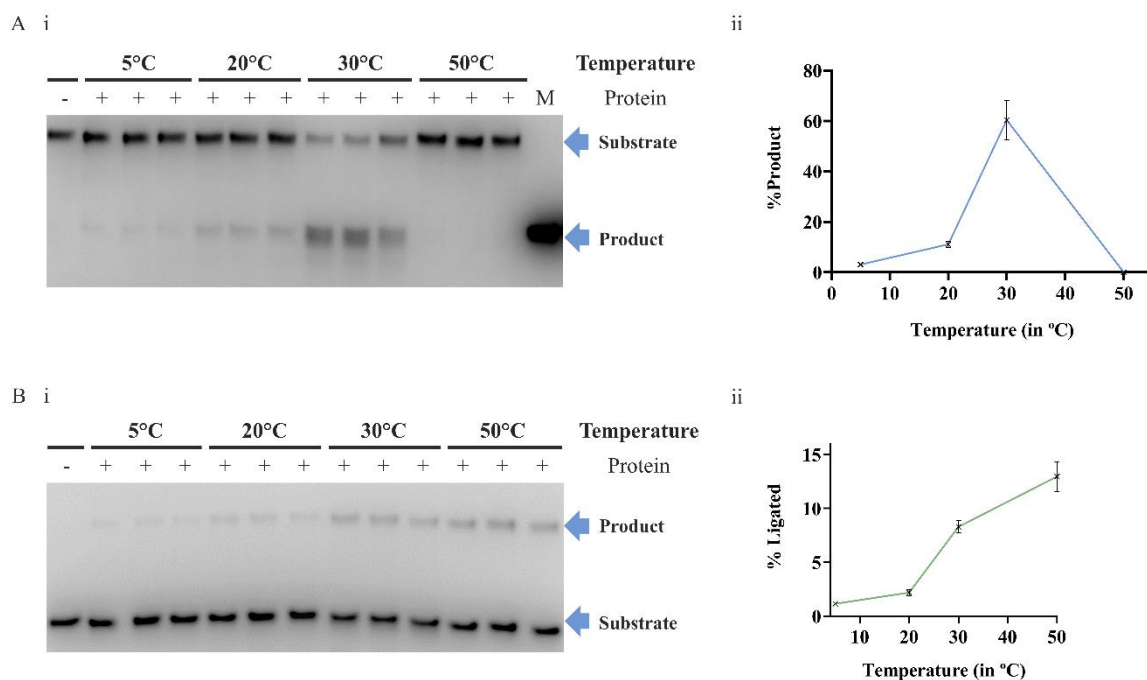 A i
5°C 20°C 30°C 50°C Temperature
- + + + + + + + + + + + + M Protein
Substrate
Product
ii
80
60
40
20
0
%Product
0 10 20 30 40 50
Temperature (in ºC)
B i
5°C 20°C 30°C 50°C Temperature
- + + + + + + + + + + + + Protein
Product
Substrate
ii
15
10
5
0
% Ligated
10 20 30 40 50
Temperature (in ºC)